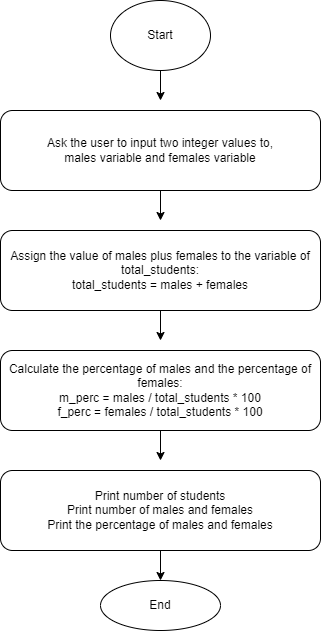 Start
Ask the user to input two integer values to,
males variable and females variable
Assign the value of males plus females to the variable of
total_students:
total_students = males + females
Calculate the percentage of males and the percentage of
females:
m_perc = males / total_students * 100
f_perc = females / total_students * 100
Print number of students
Print number of males and females
Print the percentage of males and females
End